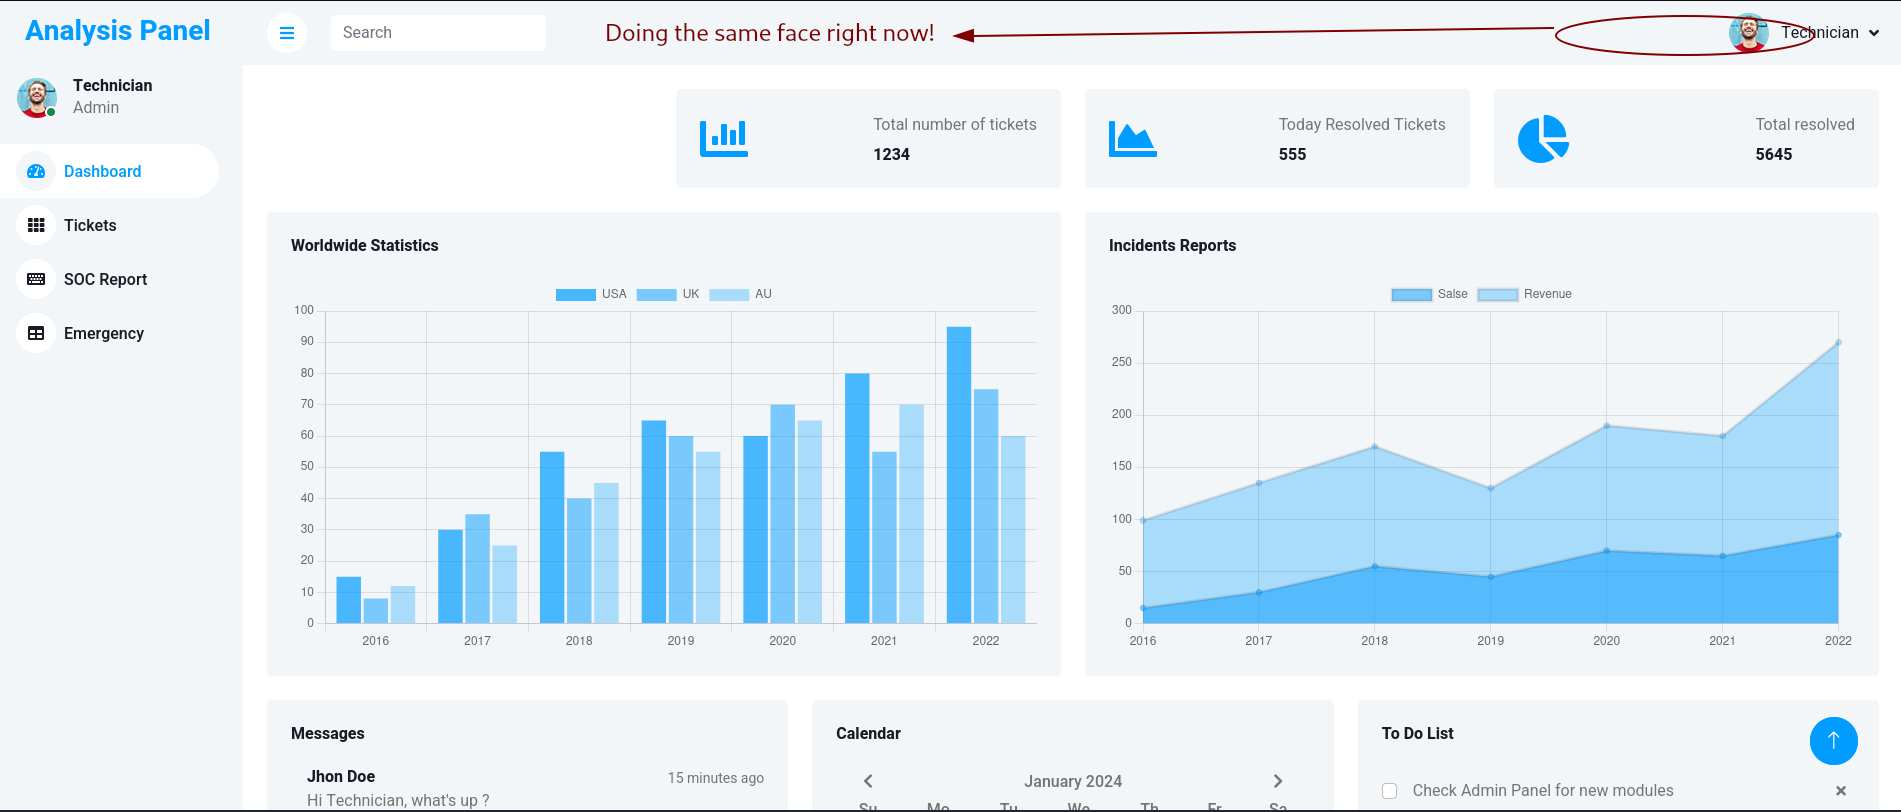 Analysis Panel
Search
Doing the same face right now!
Technician
Technician
Admin
Dashboard
Tickets
SOC Report
Emergency
Total number of tickets
1234
Today Resolved Tickets
555
Total resolved
5645
Worldwide Statistics
USA UK AU
100
90
80
70
60
50
40
30
20
10
0
2016 2017 2018 2019 2020 2021 2022
Incidents Reports
Salse Revenue
300
250
200
150
100
50
0
2016 2017 2018 2019 2020 2021 2022
Messages
Jhon Doe 15 minutes ago
Hi Technician, what's up ?
Calendar
January 2024
Su Mo Tu We Th Fr Sa
To Do List
Check Admin Panel for new modules